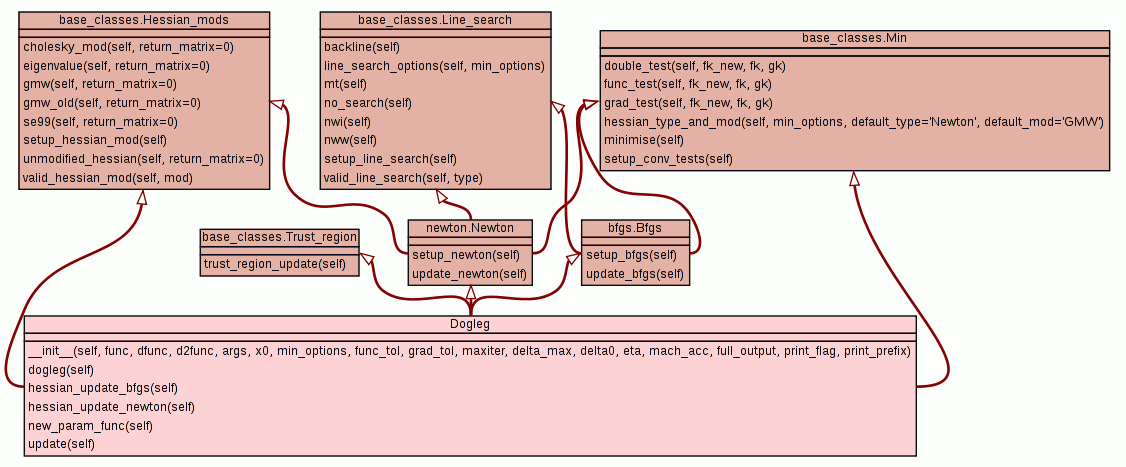 base_classes.Hessian_mods
cholesky_mod(self, return_matrix=0)
eigenvalue(self, return_matrix=0)
gmw(self, return_matrix=0)
gmw_old(self, return_matrix=0)
se99(self, return_matrix=0)
setup_hessian_mod(self)
unmodified_hessian(self, return_matrix=0)
valid_hessian_mod(self, mod)
base_classes.Line_search
backline(self)
line_search_options(self, min_options)
mt(self)
no_search(self)
nwi(self)
nww(self)
setup_line_search(self)
valid_line_search(self, type)
base_classes.Min
double_test(self, fk_new, fk, gk)
func_test(self, fk_new, fk, gk)
grad_test(self, fk_new, fk, gk)
hessian_type_and_mod(self, min_options, default_type='Newton', default_mod='GMW')
minimise(self)
setup_conv_tests(self)
base_classes.Trust_region
trust_region_update(self)
newton.Newton
setup_newton(self)
update_newton(self)
bfgs.Bfgs
setup_bfgs(self)
update_bfgs(self)
Dogleg
__init__(self, func, dfunc, d2func, args, x0, min_options, func_tol, grad_tol, maxiter, delta_max, delta0, eta, mach_acc, full_output, print_flag, print_prefix)
dogleg(self)
hessian_update_bfgs(self)
hessian_update_newton(self)
new_param_func(self)
update(self)